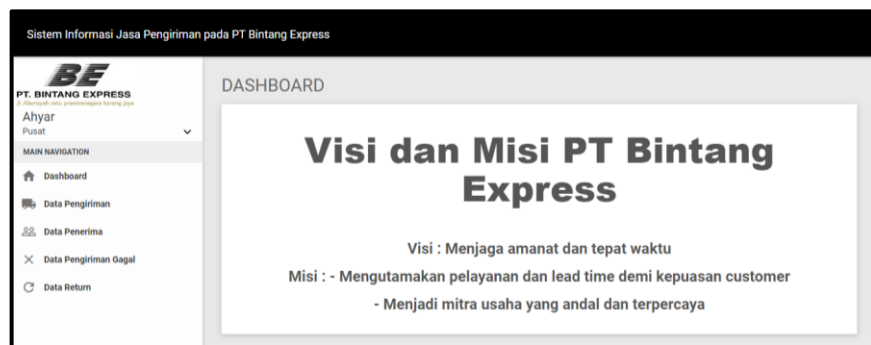 Sistem Informasi Jasa Pengiriman pada PT Bintang Express
BE
PT. BINTANG EXPRESS
Ahyar
Pusat
MAIN NAVIGATION
Dashboard
Data Pengiriman
Data Penerima
Data Pengiriman Gagal
Data Return
DASHBOARD
Visi dan Misi PT Bintang
Express
Visi : Menjaga amanat dan tepat waktu
Misi : - Mengutamakan pelayanan dan lead time demi kepuasan customer
- Menjadi mitra usaha yang andal dan terpercaya